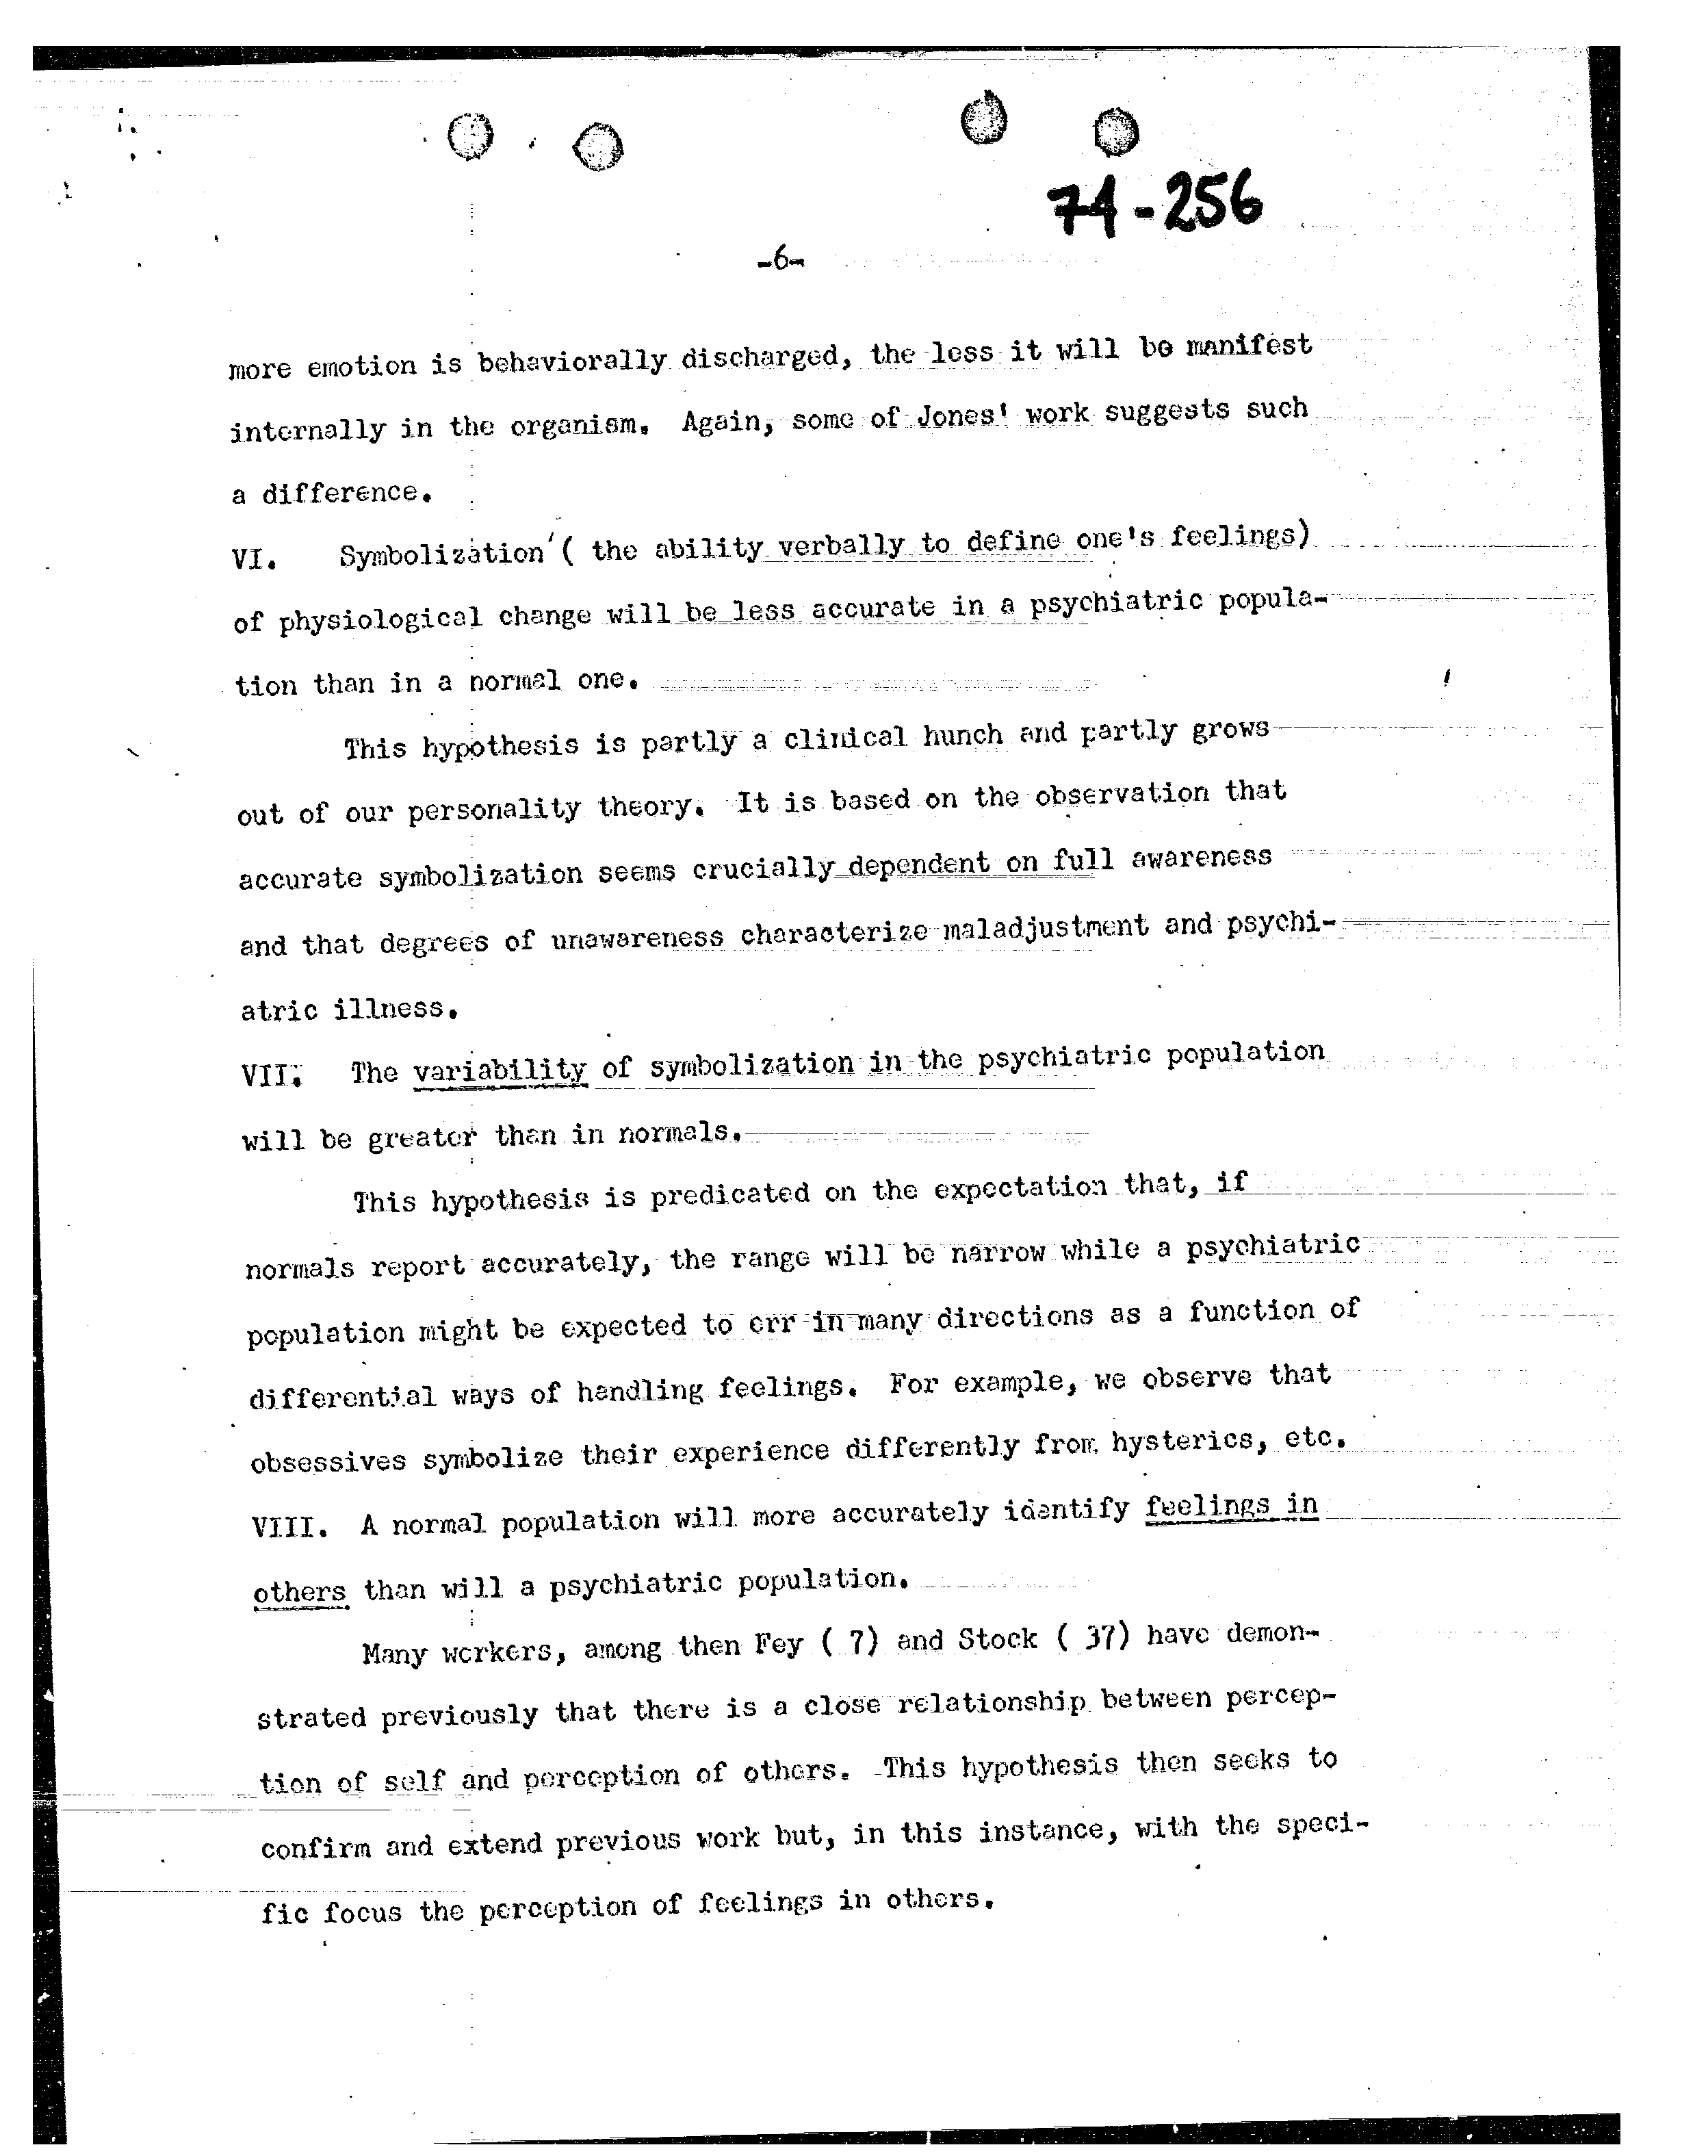 74-256
-6-
more emotion is behaviorally discharged, the less it will be manifest
internally in the organism. Again, some of Jones' work suggests such
a difference.
VI. Symbolization ( the ability verbally to define one's feelings)
of physiological change will be less accurate in a psychiatric popula-
tion than in a normal one.
This hypothesis is partly a clinical hunch and partly grows
out of our personality theory. It is based on the observation that
accurate symbolization seems crucially dependent on full awareness
and that degrees of unawareness characterize maladjustment and psychi-
atric illness.
VII. The variability of symbolization in the psychiatric population
will be greater than in normals.
This hypothesis is predicated on the expectation that, if
normals report accurately, the range will be narrow while a psychiatric
population might be expected to err in many directions as a function of
differential ways of handling feelings. For example, we observe that
obsessives symbolize their experience differently from hysterics, etc.
VIII. A normal population will more accurately identify feelings in
others than will a psychiatric population.
Many workers, among then Fey ( 7) and Stock ( 37) have demon-
strated previously that there is a close relationship between percep-
tion of self and perception of others. This hypothesis then seeks to
confirm and extend previous work but, in this instance, with the speci-
fic focus the perception of feelings in others.